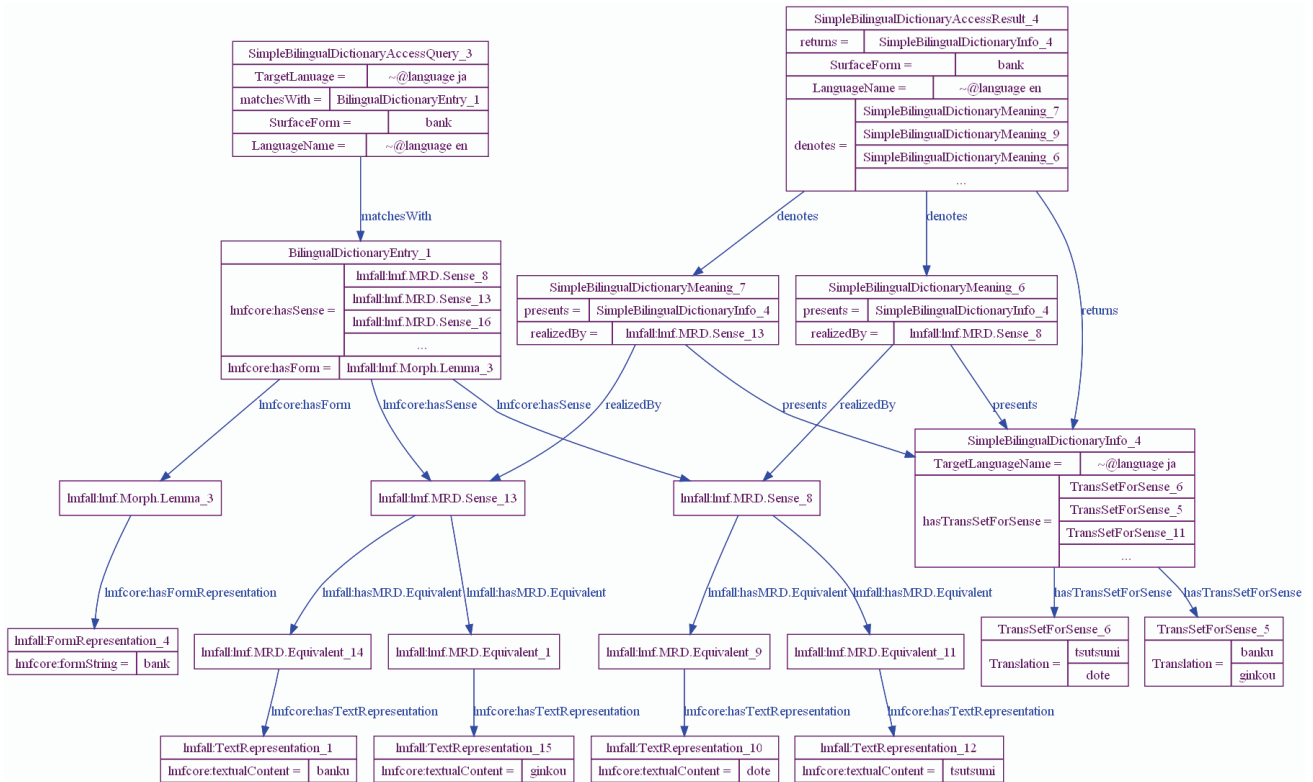 SimpleBilingualDictionaryAccessQuery_3
TargetLanuage = ~@language ja
matchesWith = BilingualDictionaryEntry_1
SurfaceForm = bank
LanguageName = ~@language en
SimpleBilingualDictionaryAccessResult_4
returns = SimpleBilingualDictionaryInfo_4
SurfaceForm = bank
LanguageName = ~@language en
denotes =
SimpleBilingualDictionaryMeaning_7
SimpleBilingualDictionaryMeaning_9
SimpleBilingualDictionaryMeaning_6
...
matchesWith
denotes
denotes
returns
BilingualDictionaryEntry_1
lmfcore:hasSense =
lmfall:lmf.MRD.Sense_8
lmfall:lmf.MRD.Sense_13
lmfall:lmf.MRD.Sense_16
...
lmfcore:hasForm = lmfall:lmf.Morph.Lemma_3
SimpleBilingualDictionaryMeaning_7
presents = SimpleBilingualDictionaryInfo_4
realizedBy = lmfall:lmf.MRD.Sense_13
SimpleBilingualDictionaryMeaning_6
presents = SimpleBilingualDictionaryInfo_4
realizedBy = lmfall:lmf.MRD.Sense_8
lmfcore:hasForm
lmfcore:hasSense
lmfcore:hasSense
realizedBy
presents
realizedBy
presents
lmfall:lmf.Morph.Lemma_3
lmfall:lmf.MRD.Sense_13
lmfall:lmf.MRD.Sense_8
SimpleBilingualDictionaryInfo_4
TargetLanguageName = ~@language ja
hasTransSetForSense =
TransSetForSense_6
TransSetForSense_5
TransSetForSense_11
...
lmfcore:hasFormRepresentation
lmfall:hasMRD.Equivalent
lmfall:hasMRD.Equivalent
lmfall:hasMRD.Equivalent
lmfall:hasMRD.Equivalent
hasTransSetForSense
hasTransSetForSense
lmfall:FormRepresentation_4
lmfcore:formString = bank
lmfall:lmf.MRD.Equivalent_14
lmfall:lmf.MRD.Equivalent_1
lmfall:lmf.MRD.Equivalent_9
lmfall:lmf.MRD.Equivalent_11
TransSetForSense_6
Translation =
tsutsumi
dote
TransSetForSense_5
Translation =
banku
ginkou
lmfcore:hasTextRepresentation
lmfcore:hasTextRepresentation
lmfcore:hasTextRepresentation
lmfcore:hasTextRepresentation
lmfall:TextRepresentation_1
lmfcore:textualContent = banku
lmfall:TextRepresentation_15
lmfcore:textualContent = ginkou
lmfall:TextRepresentation_10
lmfcore:textualContent = dote
lmfall:TextRepresentation_12
lmfcore:textualContent = tsutsumi